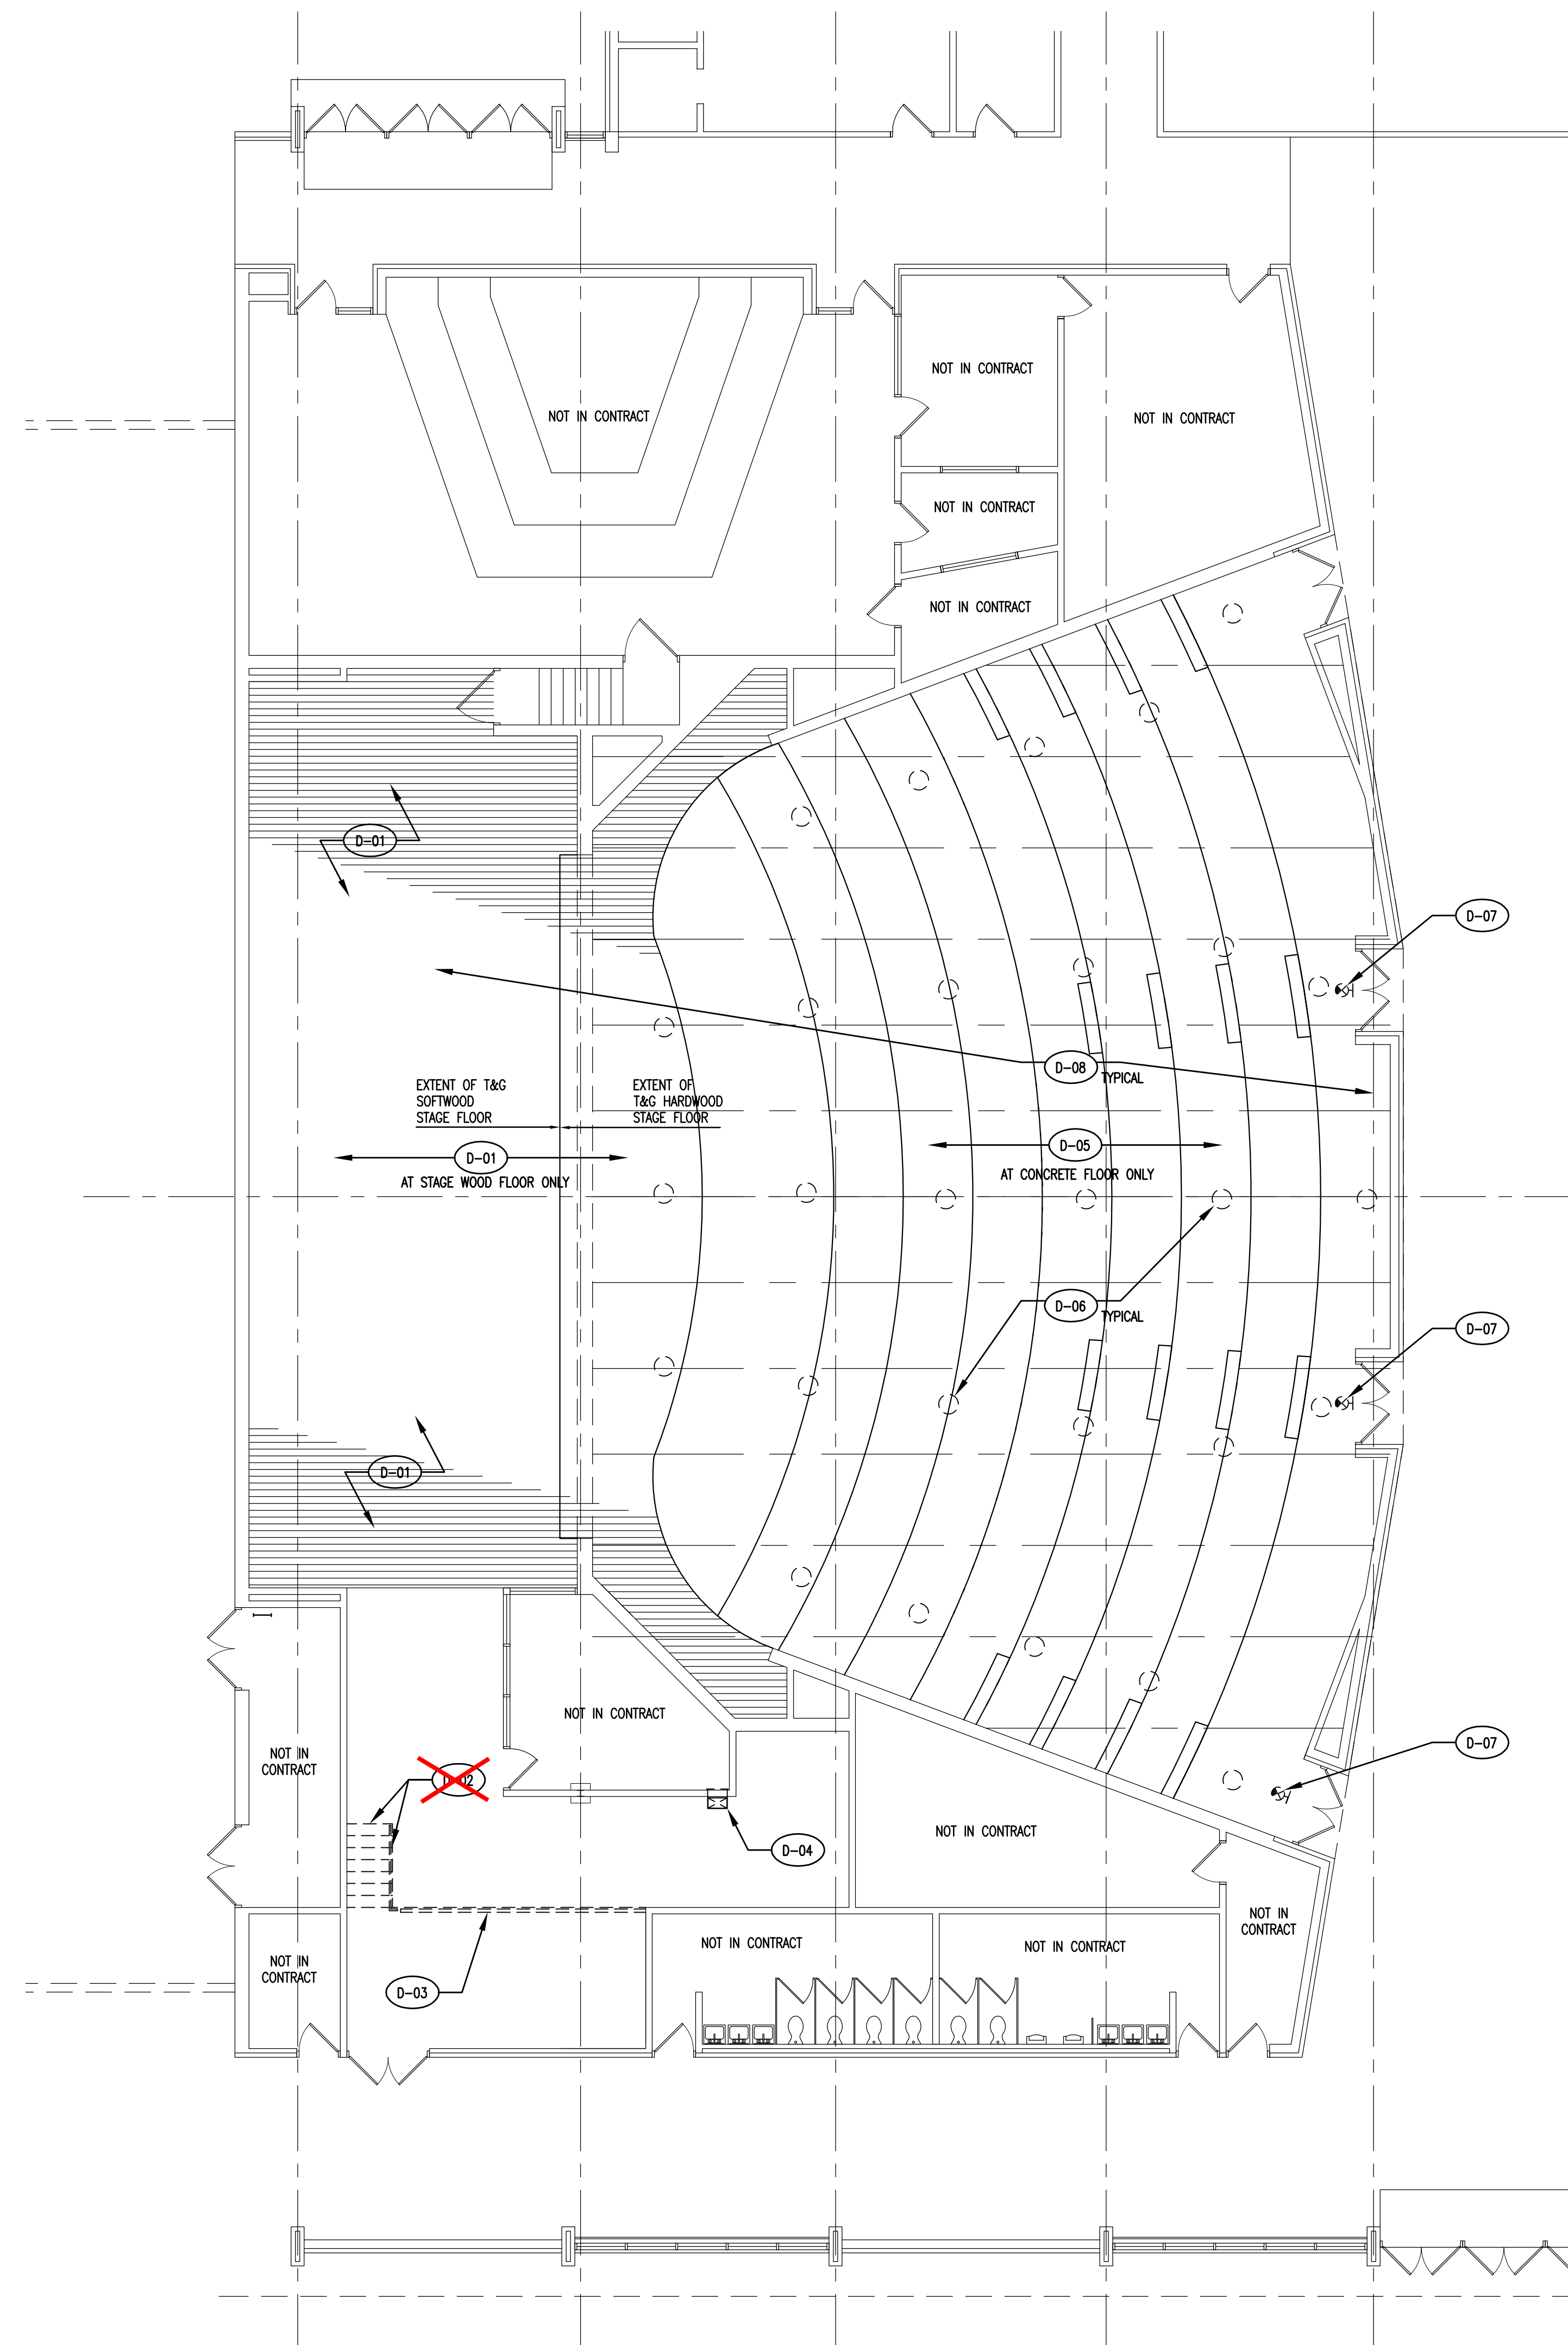 NOT IN CONTRACT
NOT IN CONTRACT
NOT IN CONTRACT
NOT IN CONTRACT
NOT IN CONTRACT
D-01
D-07
D-08
TYPICAL
EXTENT OF T&G
SOFTWOOD
STAGE FLOOR
EXTENT OF
T&G HARDWOOD
STAGE FLOOR
D-01
AT STAGE WOOD FLOOR ONLY
D-05
AT CONCRETE FLOOR ONLY
D-06
TYPICAL
D-07
D-01
NOT IN CONTRACT
D-07
NOT IN
CONTRACT
D-02
NOT IN CONTRACT
D-04
NOT IN
CONTRACT
NOT IN CONTRACT
NOT IN CONTRACT
NOT IN
CONTRACT
D-03